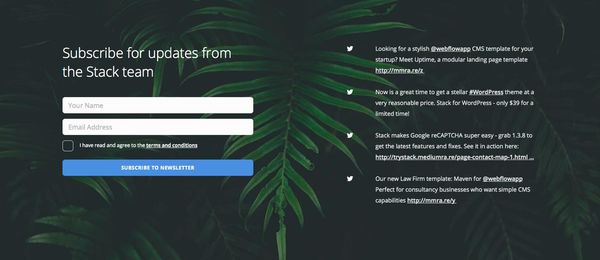 Subscribe for updates from
the Stack team
Your Name
Email Address
I have read and agree to the terms and conditions
SUBSCRIBE TO NEWSLETTER
Looking for a stylish @webflowapp CMS template for your
startup? Meet Uptime, a modular landing page template
http://mmra.re/z
Now is a great time to get a stellar #WordPress theme at a
very reasonable price. Stack for WordPress - only $39 for a
limited time!
Stack makes Google reCAPTCHA super easy - grab 1.3.8 to
get the latest features and fixes. See it in action here:
http://trystack.mediumra.re/page-contact-map-1.html ...
Our new Law Firm template: Maven for @webflowapp
Perfect for consultancy businesses who want simple CMS
capabilities http://mmra.re/y